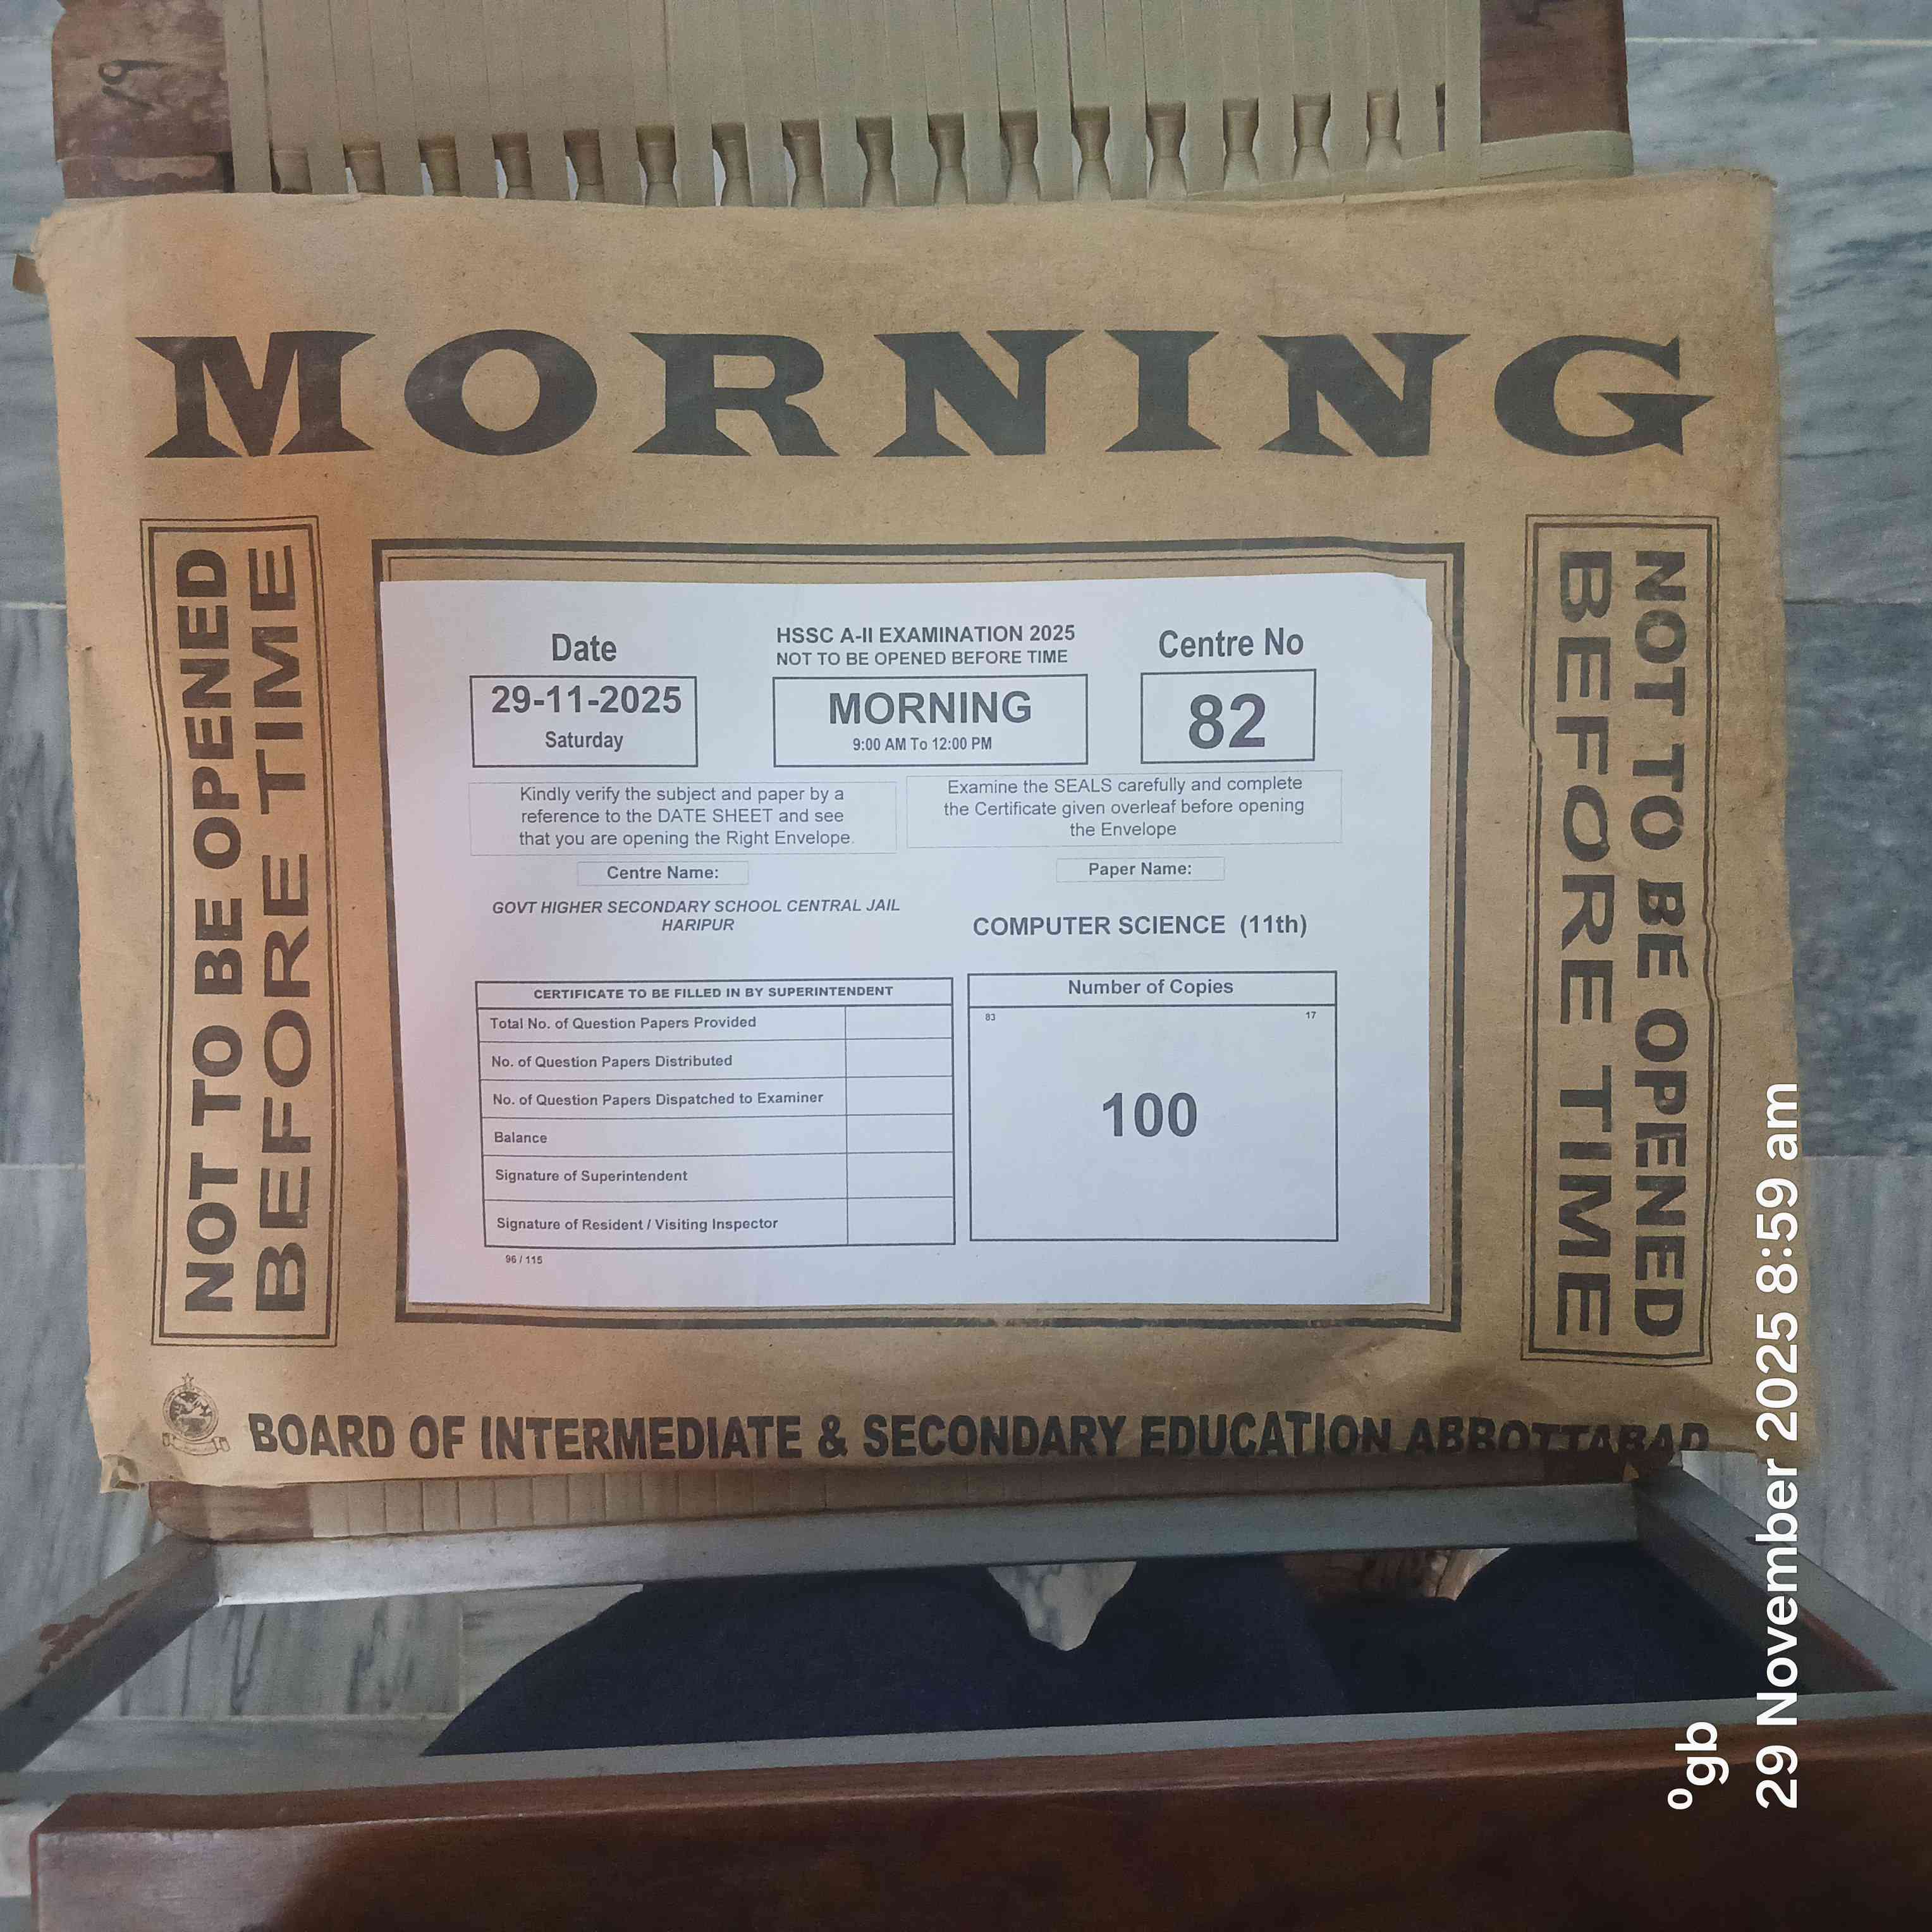 19
MORNING
NOT TO BE OPENED
BEFORE TIME
Date
29-11-2025
Saturday
HSSC A-II EXAMINATION 2025
NOT TO BE OPENED BEFORE TIME
MORNING
9:00 AM To 12:00 PM
Centre No
82
Kindly verify the subject and paper by a
reference to the DATE SHEET and see
that you are opening the Right Envelope.
Examine the SEALS carefully and complete
the Certificate given overleaf before opening
the Envelope
Centre Name:
GOVT HIGHER SECONDARY SCHOOL CENTRAL JAIL
HARIPUR
Paper Name:
COMPUTER SCIENCE (11th)
CERTIFICATE TO BE FILLED IN BY SUPERINTENDENT
Total No. of Question Papers Provided
No. of Question Papers Distributed
No. of Question Papers Dispatched to Examiner
Balance
Signature of Superintendent
Signature of Resident / Visiting Inspector
96 / 115
Number of Copies
83 17
100
NOT TO BE OPENED
BEFORE TIME
BOARD OF INTERMEDIATE & SECONDARY EDUCATION ABBOTTABAD
ºgb
29 November 2025 8:59 am